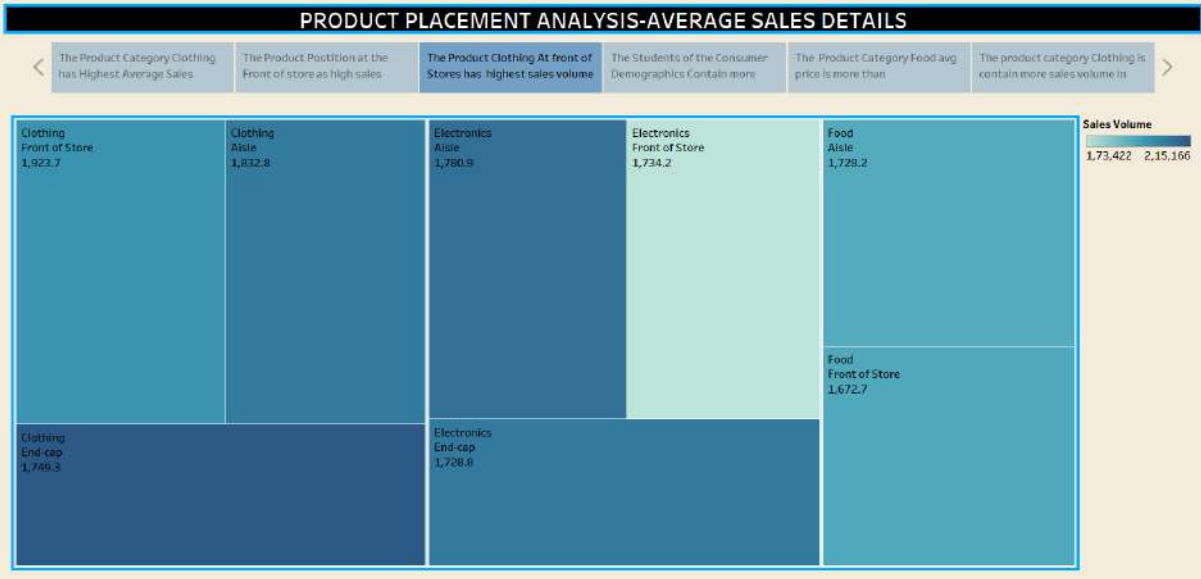 PRODUCT PLACEMENT ANALYSIS-AVERAGE SALES DETAILS
The Product Category Clothing
has Highest Average Sales
The Product Postition at the
Front of store as high sales
The Product Clothing At front of
Stores has highest sales volume
The Students of the Consumer
Demographics Contain more
The Product Category Food avg
price is more than
The product category Clothing is
contain more sales volume in
Clothing
Front of Store
1,923.7
Clothing
Aisle
1,832.8
Electronics
Aisle
1,780.9
Electronics
Front of Store
1,734.2
Food
Aisle
1,728.2
Sales Volume
1,73,422 2,15,166
Food
Front of Store
1,672.7
Clothing
End-cap
1,749.3
Electronics
End-cap
1,728.8